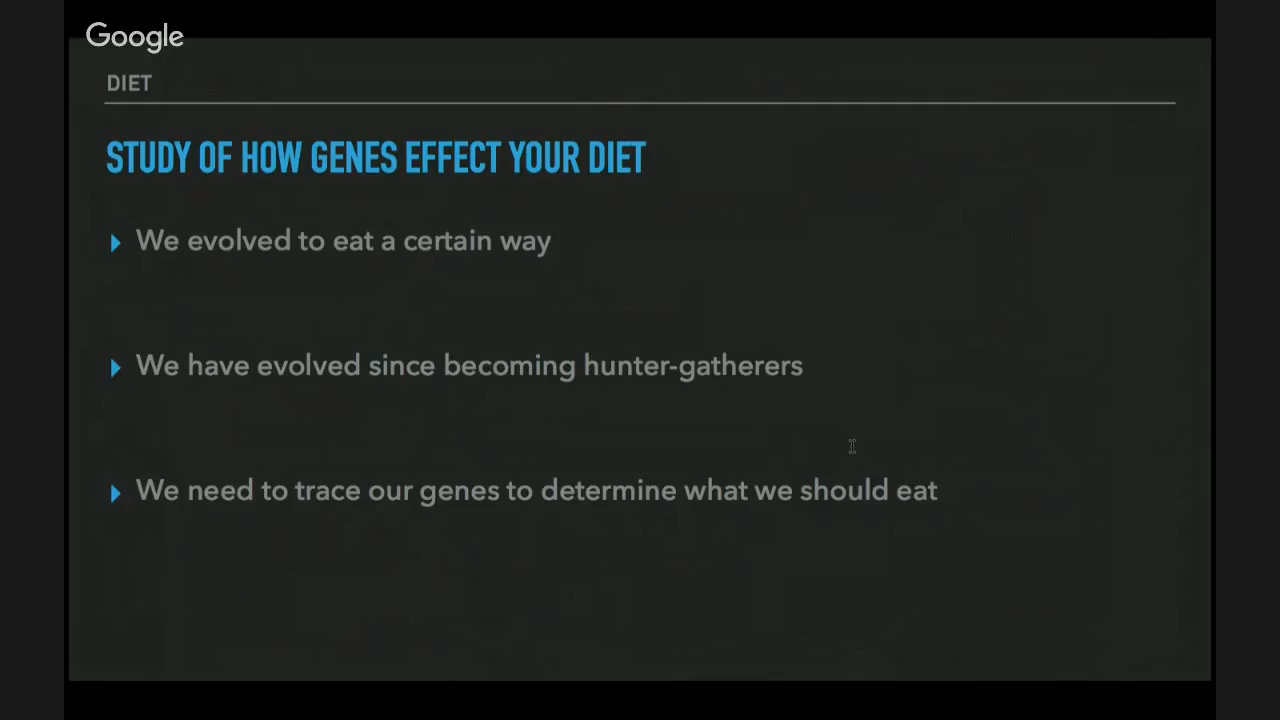 Google
DIET
STUDY OF HOW GENES EFFECT YOUR DIET
We evolved to eat a certain way
We have evolved since becoming hunter-gatherers
We need to trace our genes to determine what we should eat